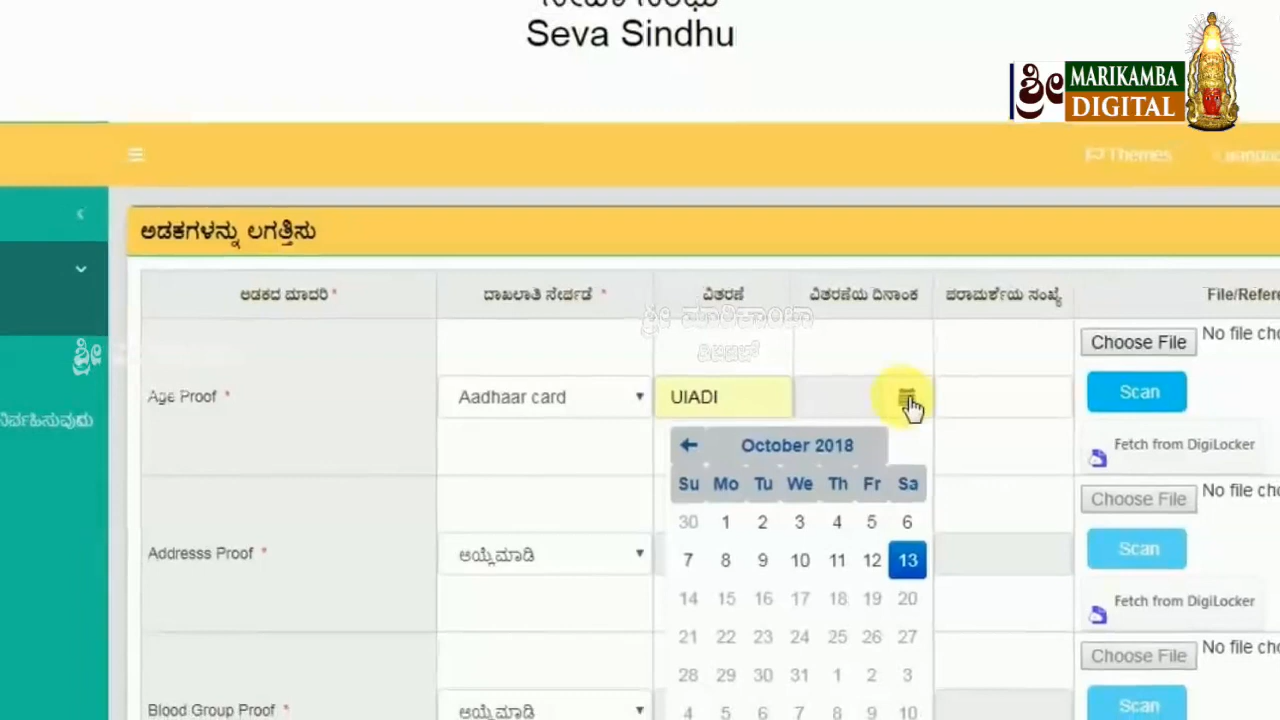 Seva Sindhu
ಶ್ರೀ MARIKAMBA DIGITAL
Themes
ಅಡಕಗಳನ್ನು ಲಗತ್ತಿಸು
ಅಡಕದ ಮಾದರಿ * ದಾಖಲಾತಿ ಸೇರ್ಪಡೆ * ವಿತರಣೆ ವಿತರಣೆಯ ದಿನಾಂಕ ಪರಾಮರ್ಶೆಯ ಸಂಖ್ಯೆ File/Refere
ಶ್ರೀ ಮಾರಿಕಾಂಬಾ
ಡಿಜಿಟಲ್
No file cho
Choose File
ಶ್ರೀ
Age Proof * Aadhaar card UIADI Scan
ನಿರ್ವಹಿಸುವುದು
Fetch from DigiLocker
October 2018
Su Mo Tu We Th Fr Sa
No file cho
Choose File
30 1 2 3 4 5 6
Addresss Proof * ಆಯ್ಕೆಮಾಡಿ Scan
7 8 9 10 11 12 13
14 15 16 17 18 19 20
Fetch from DigiLocker
21 22 23 24 25 26 27
No file cho
Choose File
28 29 30 31 1 2 3
Blood Group Proof * ಆಯ್ಕೆಮಾಡಿ Scan
4 5 6 7 8 9 10